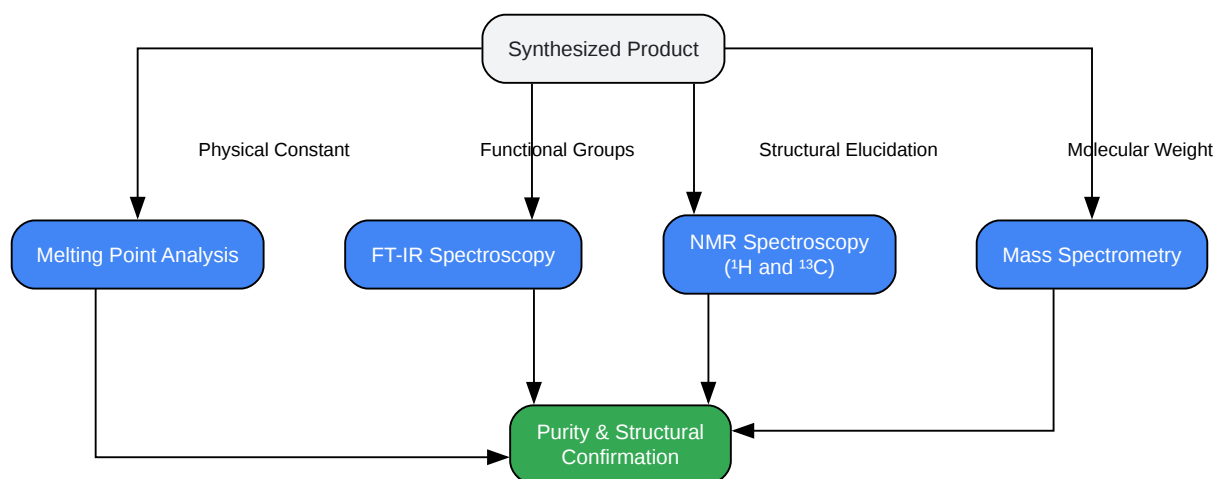 Synthesized Product
Physical Constant
Functional Groups
Structural Elucidation
Molecular Weight
Melting Point Analysis
FT-IR Spectroscopy
NMR Spectroscopy
(¹H and ¹³C)
Mass Spectrometry
Purity & Structural
Confirmation